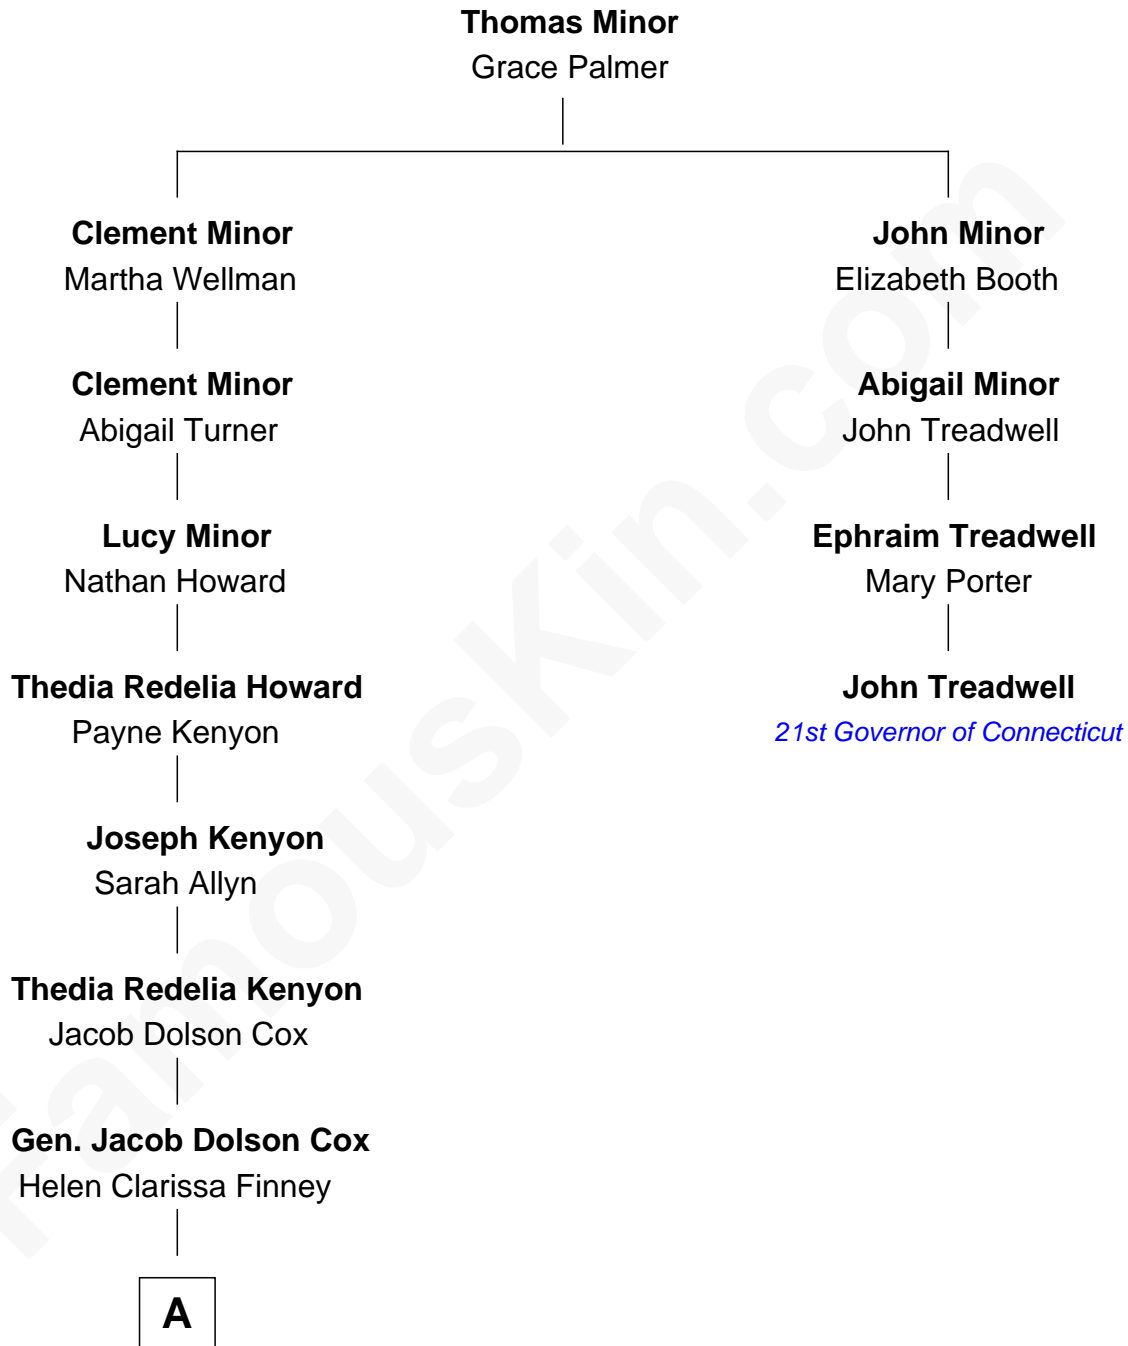 Thomas Minor
Grace Palmer
Clement Minor
Martha Wellman
John Minor
Elizabeth Booth
Clement Minor
Abigail Turner
Abigail Minor
John Treadwell
Lucy Minor
Nathan Howard
Ephraim Treadwell
Mary Porter
Thedia Redelia Howard
Payne Kenyon
John Treadwell
21st Governor of Connecticut
Joseph Kenyon
Sarah Allyn
Thedia Redelia Kenyon
Jacob Dolson Cox
Gen. Jacob Dolson Cox
Helen Clarissa Finney
A
FamousKin.com